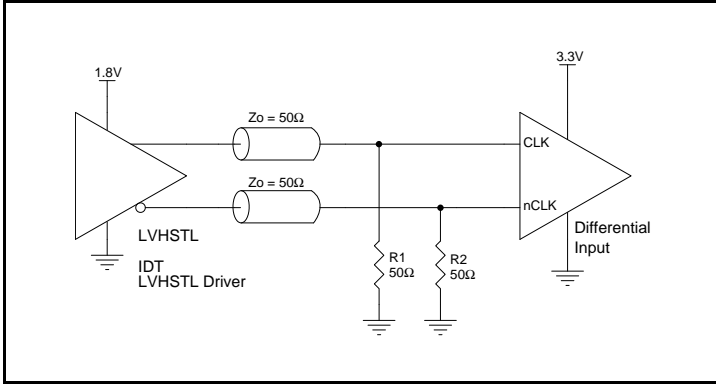 1.8V
3.3V
Zo = 50Ω
CLK
Zo = 50Ω
nCLK
LVHSTL
IDT
LVHSTL Driver
R1
50Ω
R2
50Ω
Differential
Input